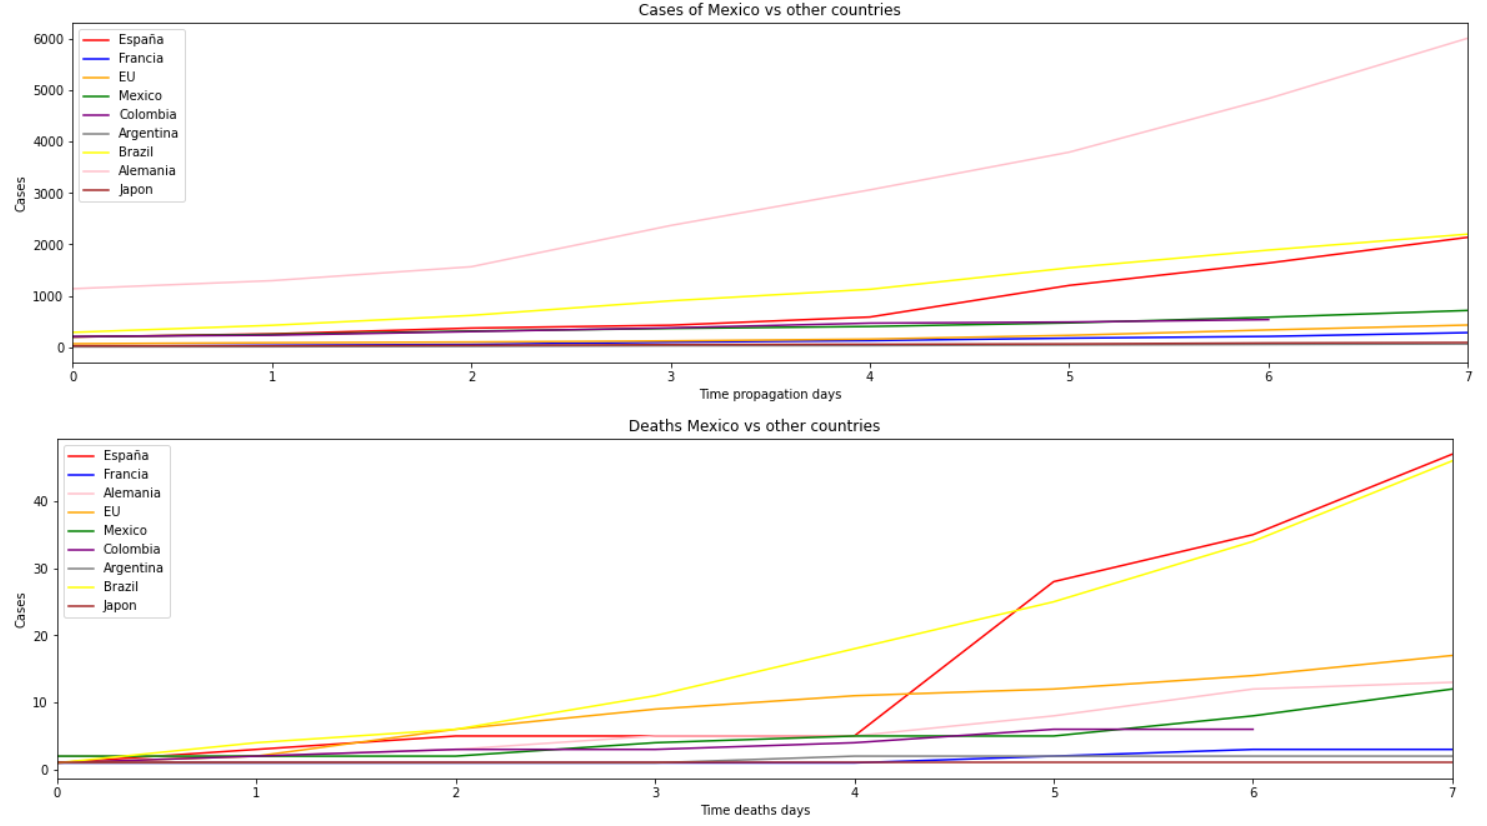 Cases of Mexico vs other countries
6000
5000
4000
3000
2000
1000
0
Cases
España
Francia
EU
Mexico
Colombia
Argentina
Brazil
Alemania
Japon
0 1 2 3 4 5 6 7
Time propagation days
Deaths Mexico vs other countries
40
30
20
10
0
Cases
España
Francia
Alemania
EU
Mexico
Colombia
Argentina
Brazil
Japon
0 1 2 3 4 5 6 7
Time deaths days